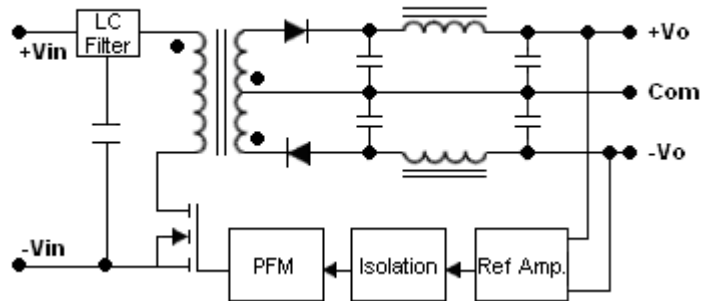 LC
Filter
+Vin
+Vo
Com
-Vo
-Vin
PFM
Isolation
Ref Amp.